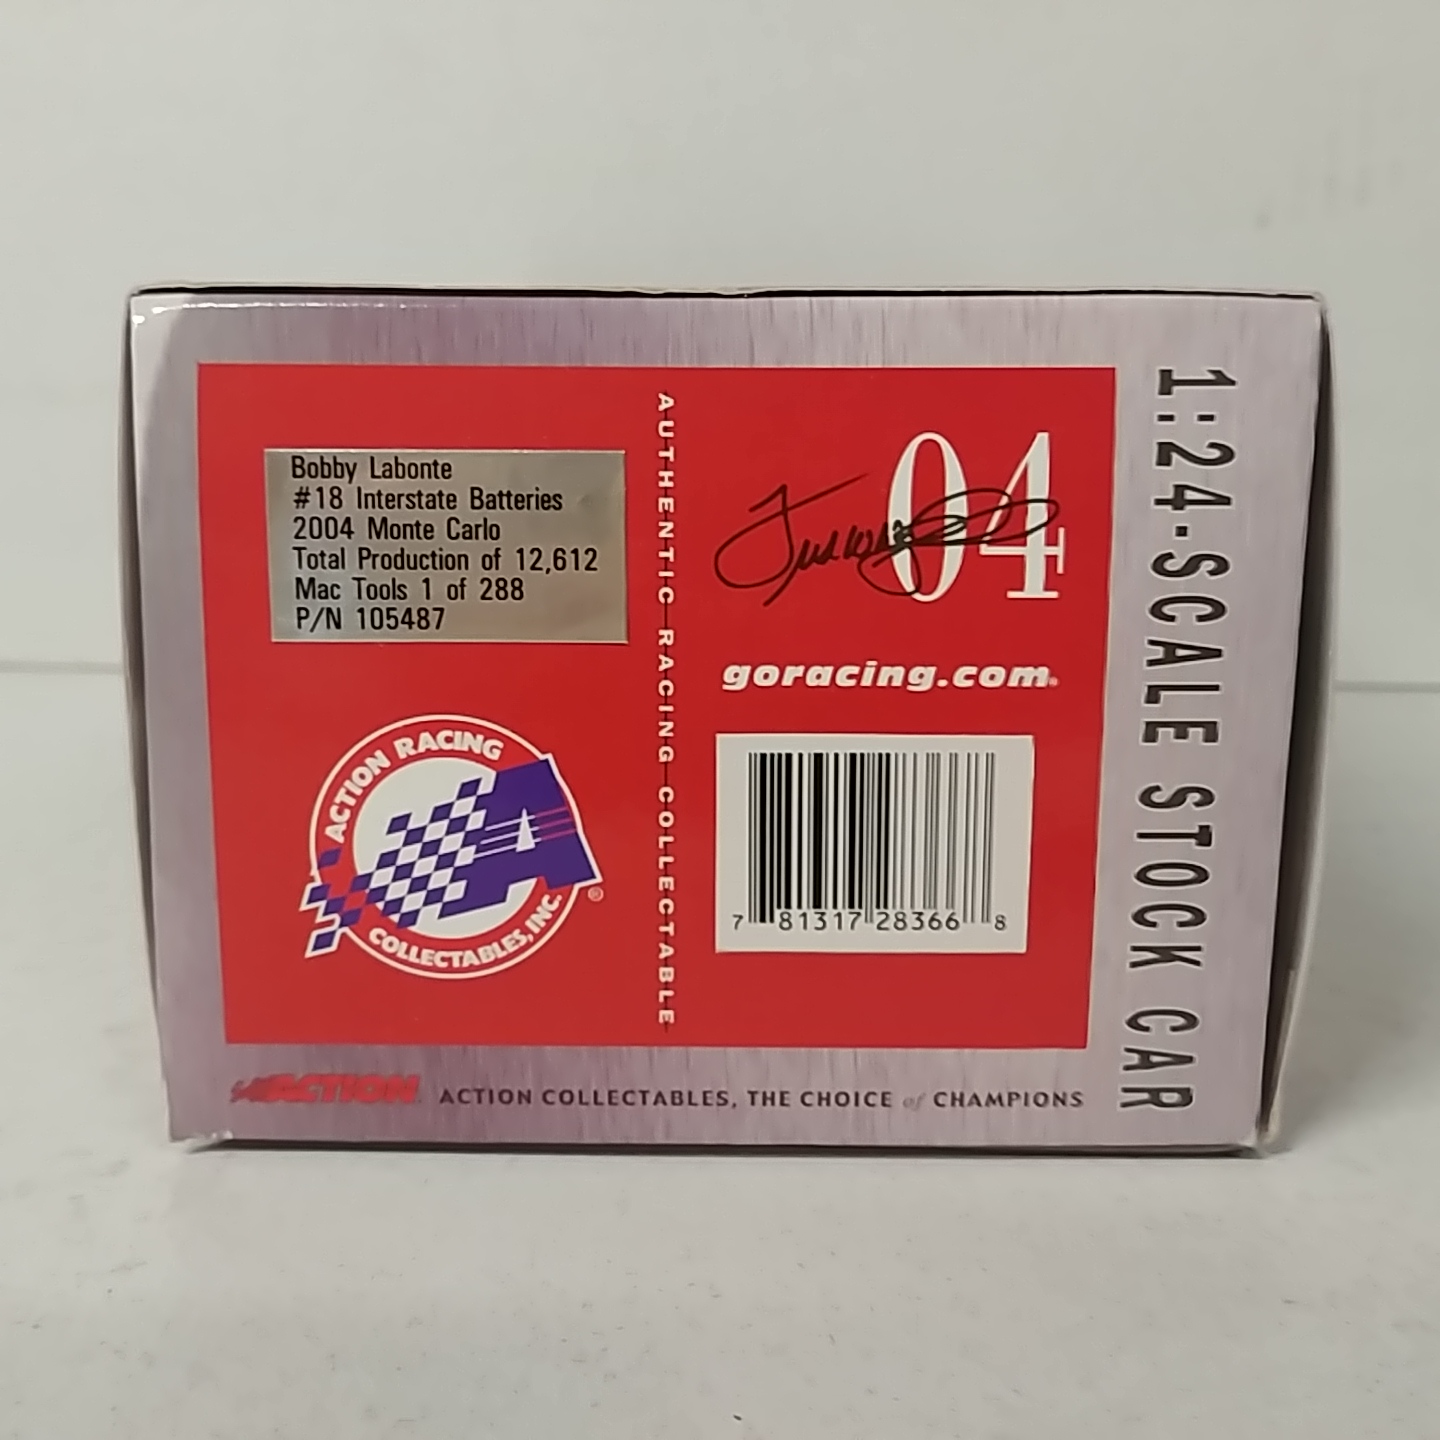 Bobby Labonte
#18 Interstate Batteries
2004 Monte Carlo
Total Production of 12,612
Mac Tools 1 of 288
P/N 105487
ACTION RACING
COLLECTABLES, INC.
®
AUTHENTIC RACING COLLECTABLE
04
goracing.com
7 81317 28366 8
1:24-SCALE STOCK CAR
ACTION
ACTION COLLECTABLES, THE CHOICE of CHAMPIONS